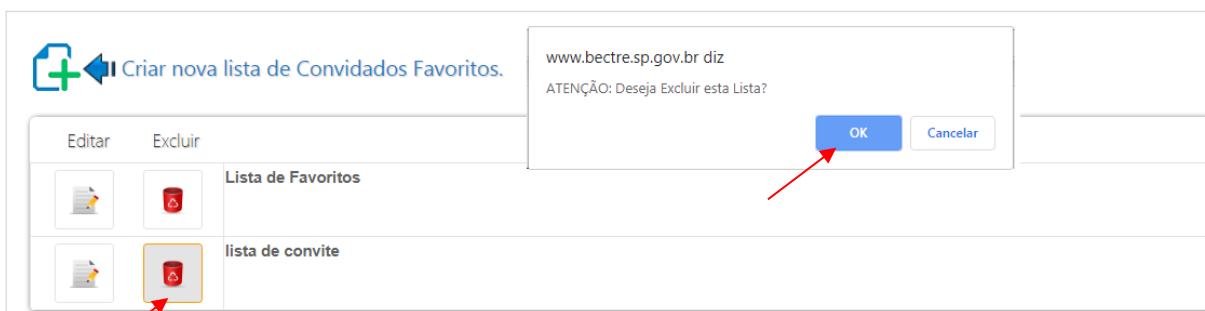 www.bectre.sp.gov.br diz
ATENÇÃO: Deseja Excluir esta Lista?
OK Cancelar
Criar nova lista de Convidados Favoritos.
Editar Excluir
Lista de Favoritos
lista de convite